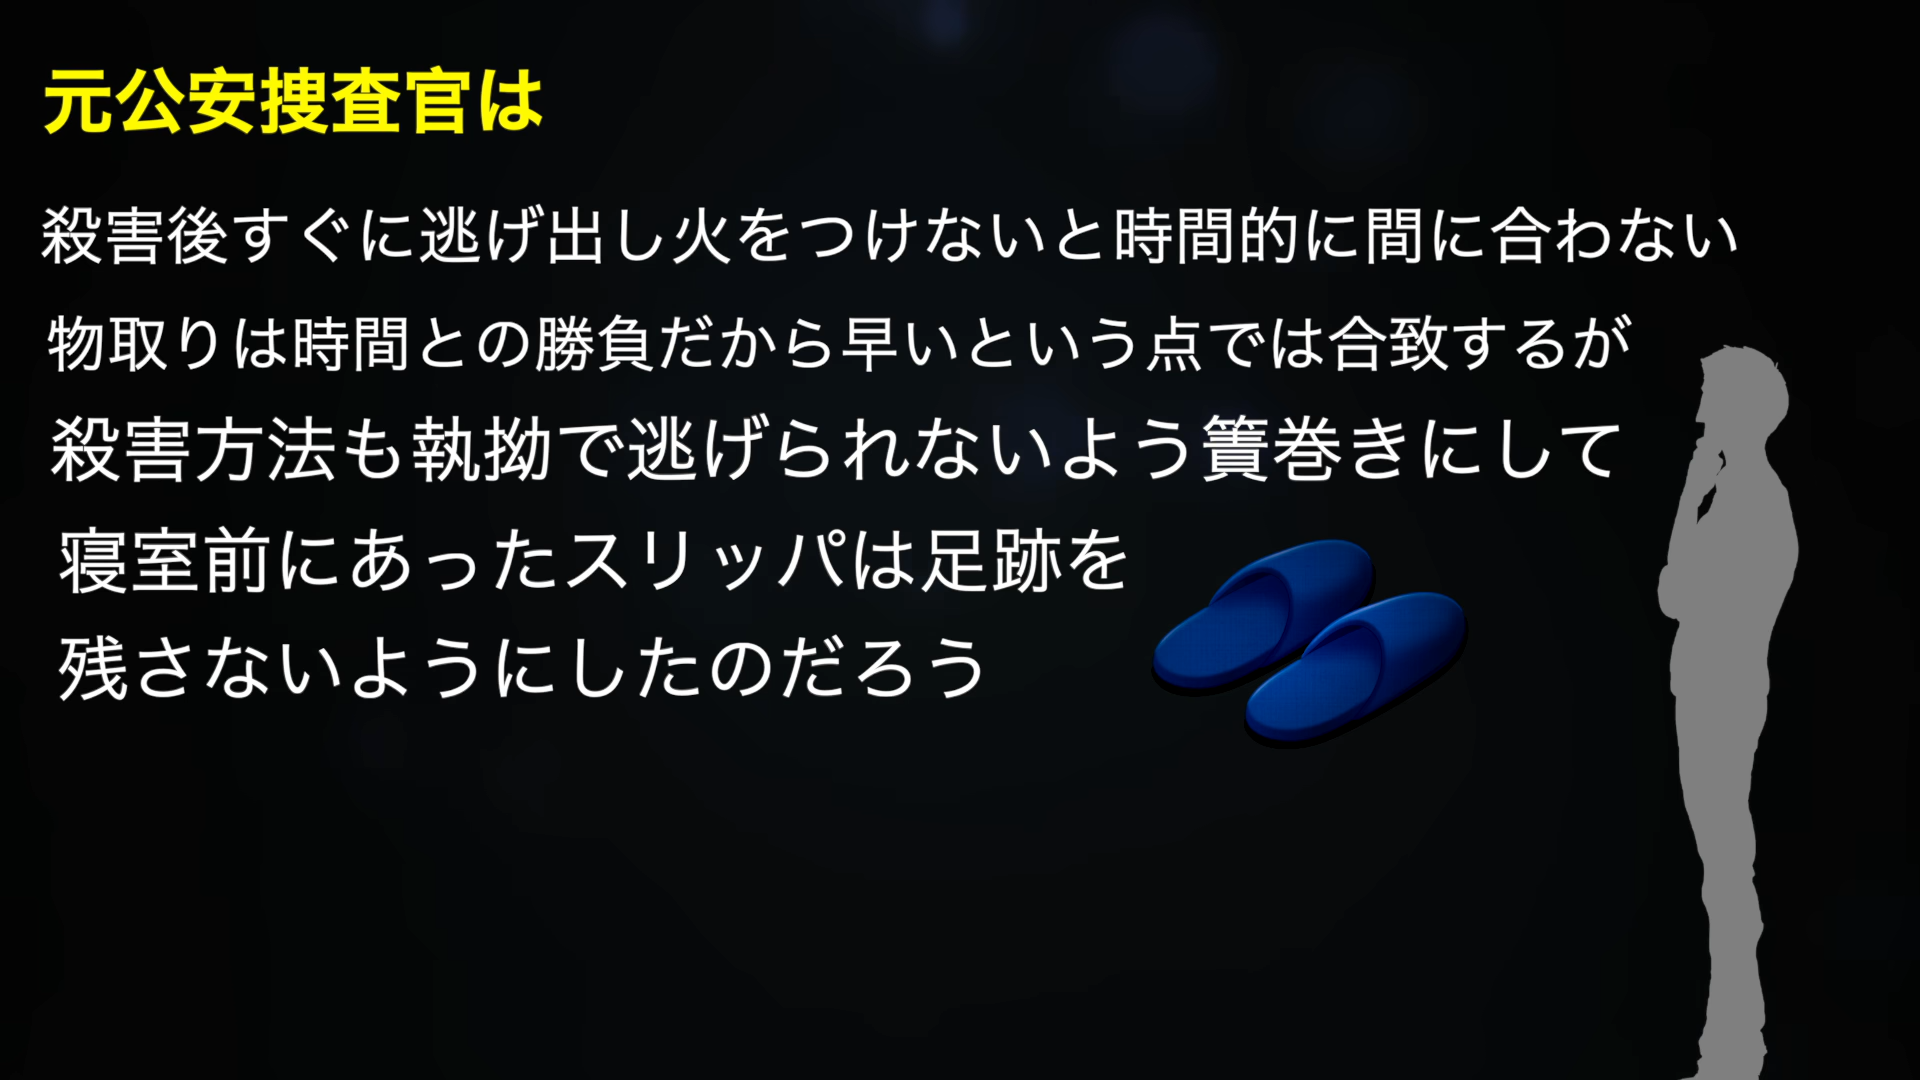 元公安捜査官は
殺害後すぐに逃げ出し火をつけないと時間的に間に合わない
物取りは時間との勝負だから早いという点では合致するが
殺害方法も執拗で逃げられないよう簀巻きにして
寝室前にあったスリッパは足跡を
残さないようにしたのだろう